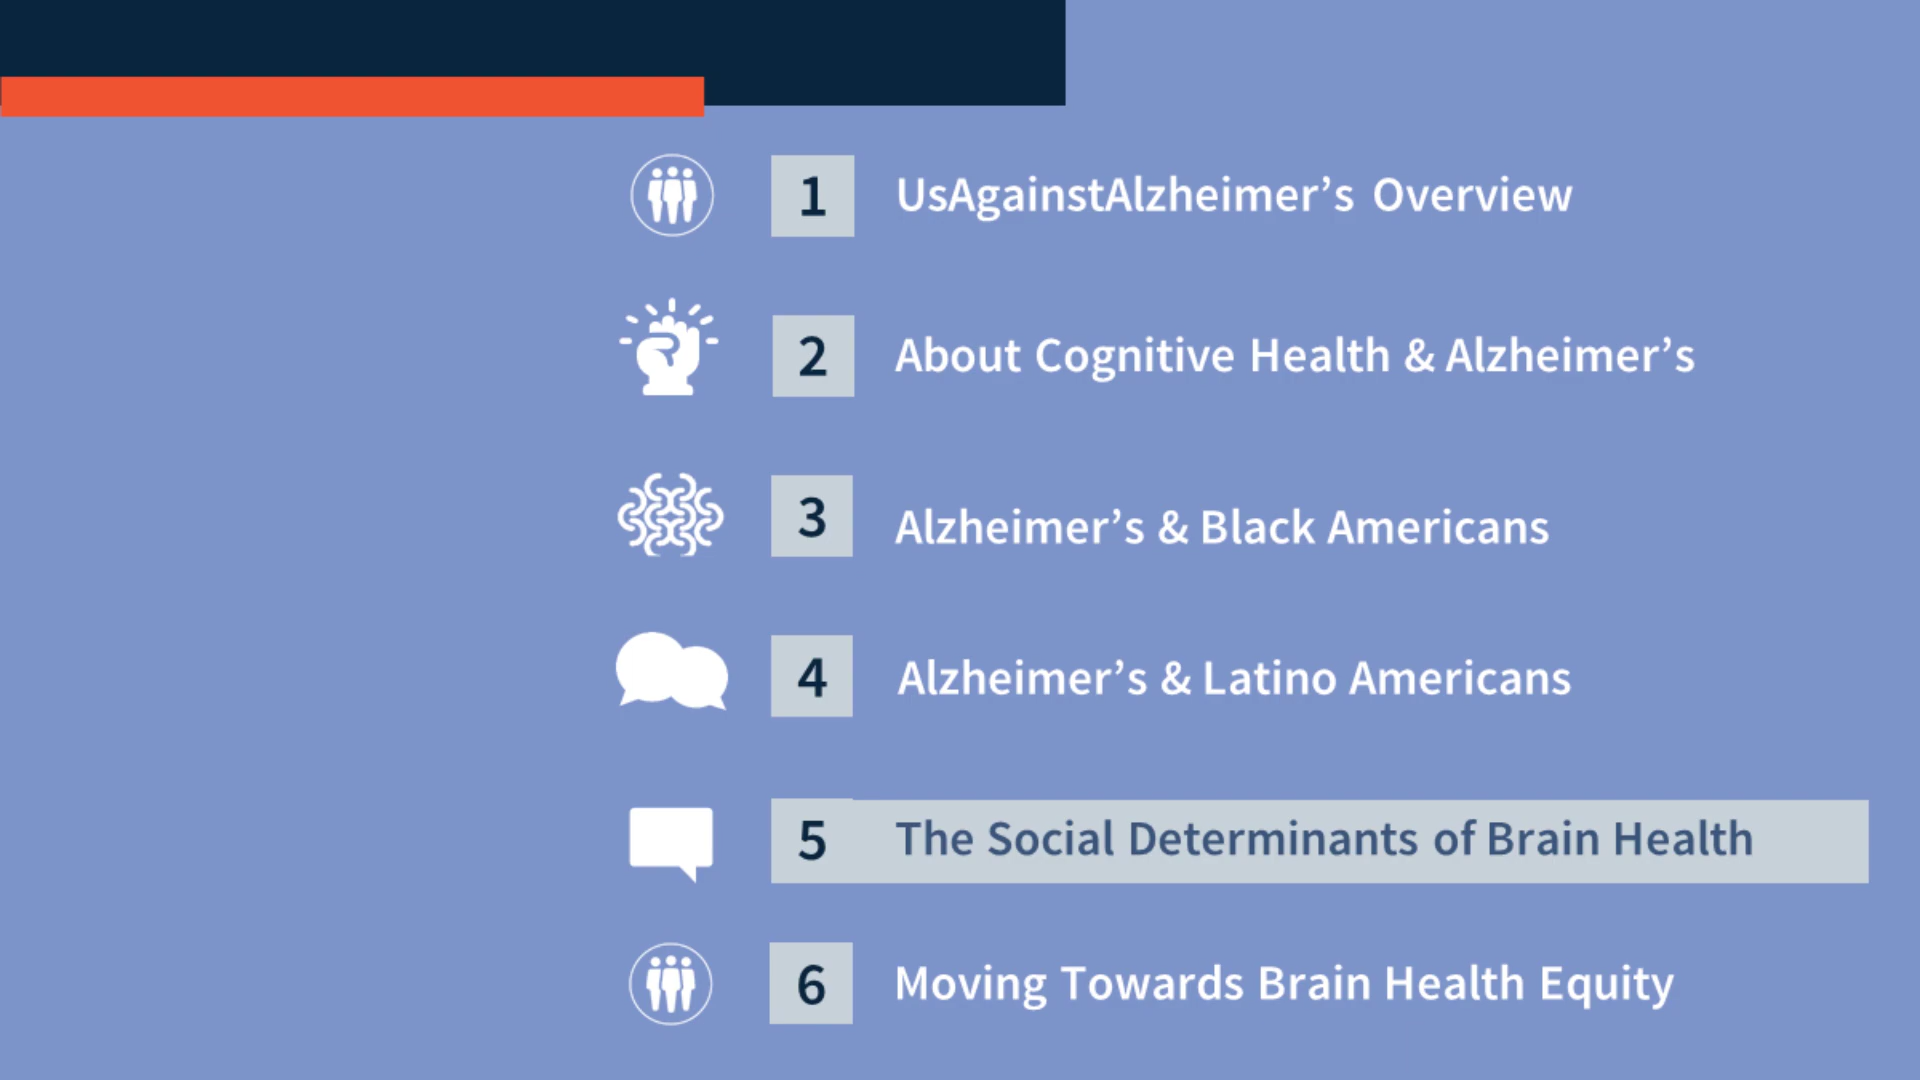 1 UsAgainstAlzheimer’s Overview
2 About Cognitive Health & Alzheimer’s
3 Alzheimer’s & Black Americans
4 Alzheimer’s & Latino Americans
5 The Social Determinants of Brain Health
6 Moving Towards Brain Health Equity